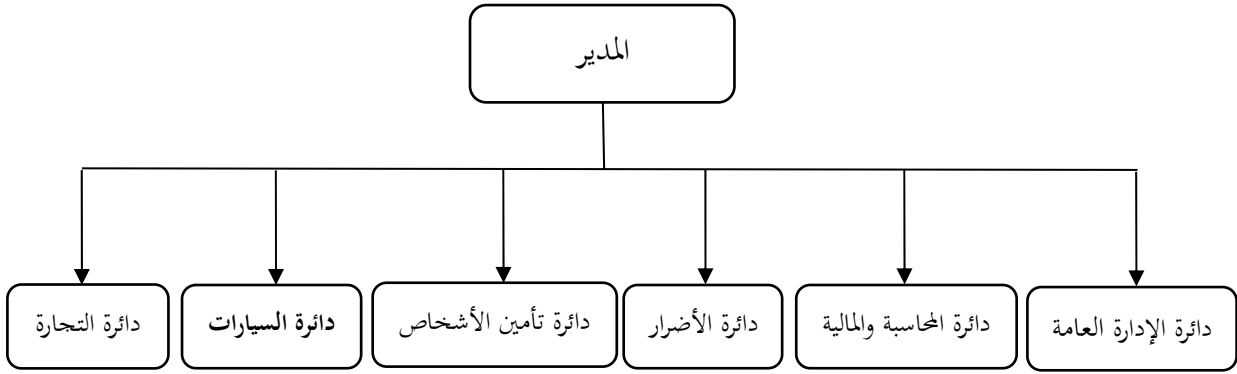 المدير
دائرة الإدارة العامة
دائرة المحاسبة والمالية
دائرة الأضرار
دائرة تأمين الأشخاص
دائرة السيارات
دائرة التجارة